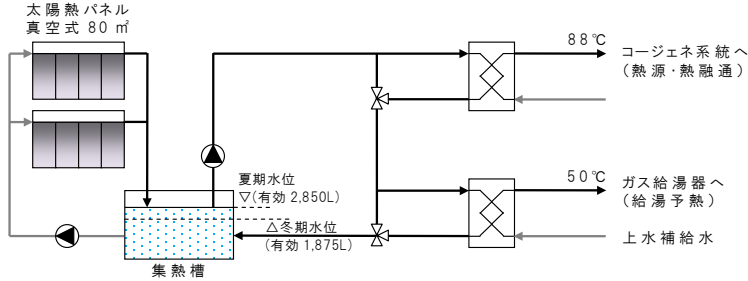 太陽熱パネル
真空式 80 ㎡
88℃
コージェネ系統へ
(熱源・熱融通)
夏期水位
▽(有効 2,850L)
50℃
ガス給湯器へ
(給湯予熱)
△冬期水位
(有効 1,875L)
上水補給水
集熱槽